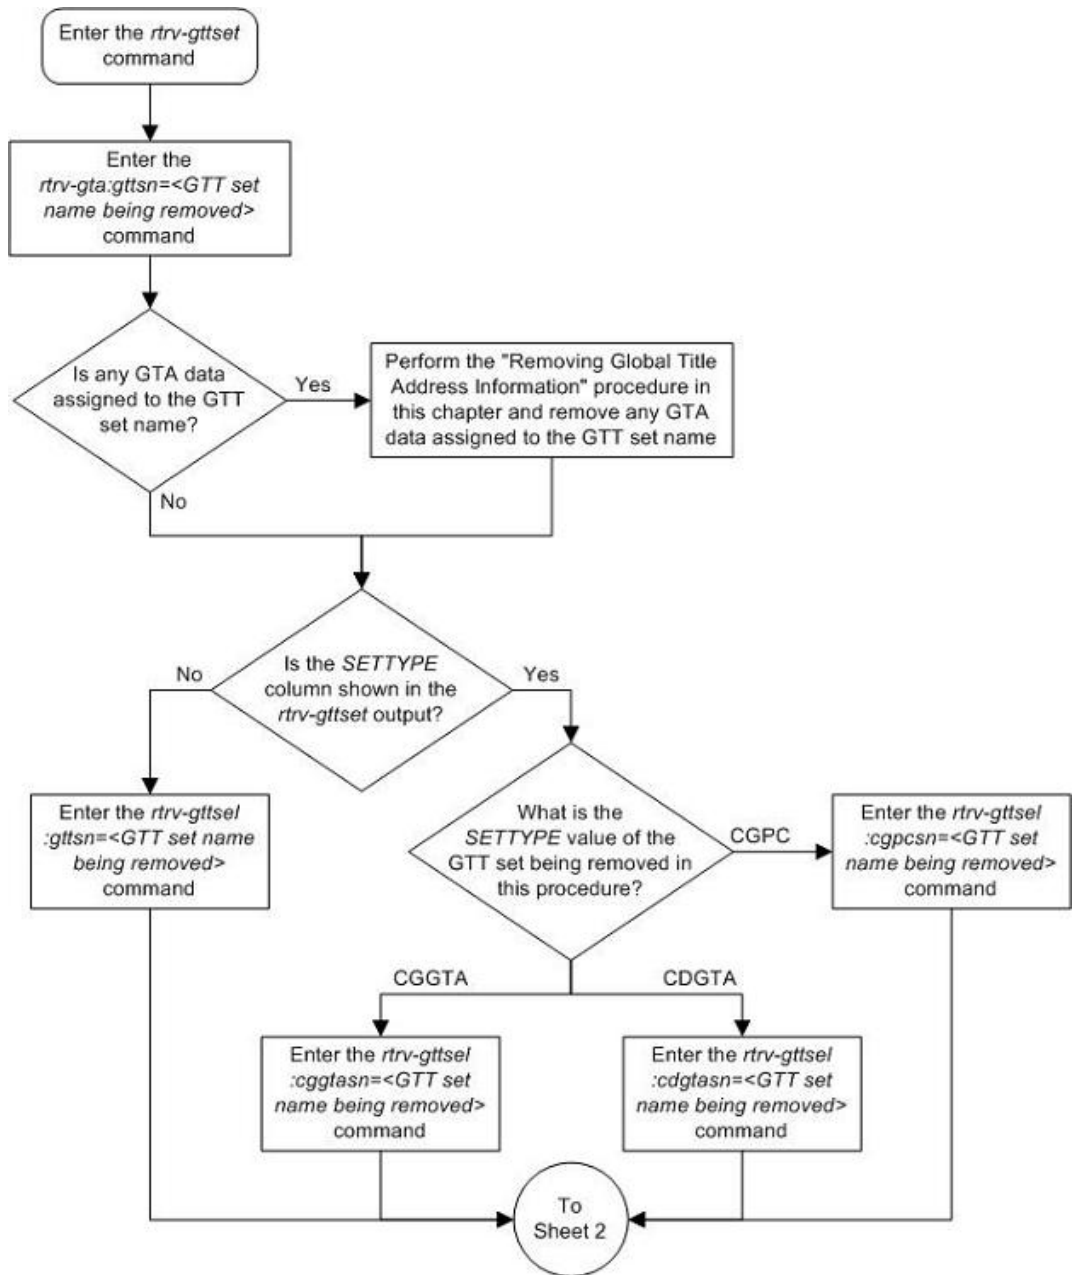 Enter the rtrv-gttset
command
Enter the
rtrv-gta:gttsn=<GTT set
name being removed>
command
Is any GTA data
assigned to the GTT
set name?
Yes
Perform the "Removing Global Title
Address Information" procedure in
this chapter and remove any GTA
data assigned to the GTT set name
No
Is the SETTYPE
column shown in the
rtrv-gttset output?
No
Yes
Enter the rtrv-gttsel
:gttsn=<GTT set name
being removed>
command
What is the
SETTYPE value of the
GTT set being removed in
this procedure?
CGPC
Enter the rtrv-gttsel
:cgpcsn=<GTT set
name being removed>
command
CGGTA
CDGTA
Enter the rtrv-gttsel
:cggtasn=<GTT set
name being removed>
command
Enter the rtrv-gttsel
:cdgtasn=<GTT set
name being removed>
command
To
Sheet 2